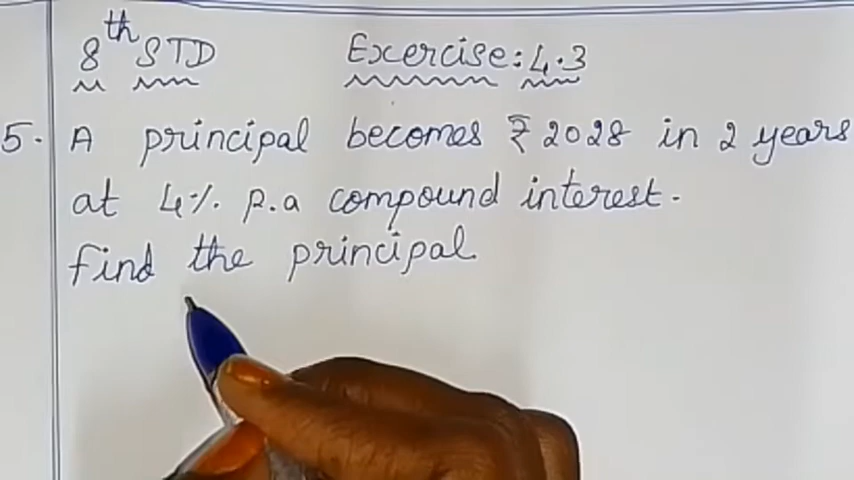 8th STD Exercise: 4.3
5. A principal becomes ₹ 2028 in 2 years
at 4% p.a compound interest.
find the principal.